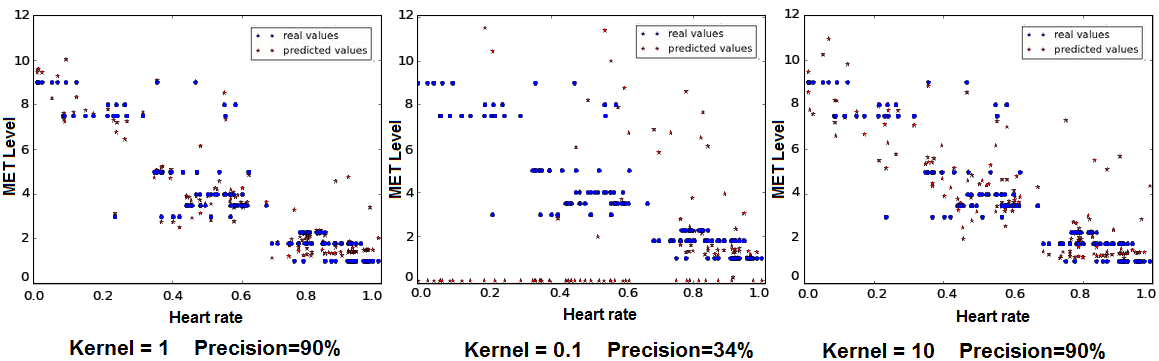 12
10
8
6
4
2
0
MET Level
real values
predicted values
0.0 0.2 0.4 0.6 0.8 1.0
Heart rate
Kernel = 1 Precision=90%
12
10
8
6
4
2
0
MET Level
real values
predicted values
0.0 0.2 0.4 0.6 0.8 1.0
Heart rate
Kernel = 0.1 Precision=34%
12
10
8
6
4
2
0
MET Level
real values
predicted values
0.0 0.2 0.4 0.6 0.8 1.0
Heart rate
Kernel = 10 Precision=90%